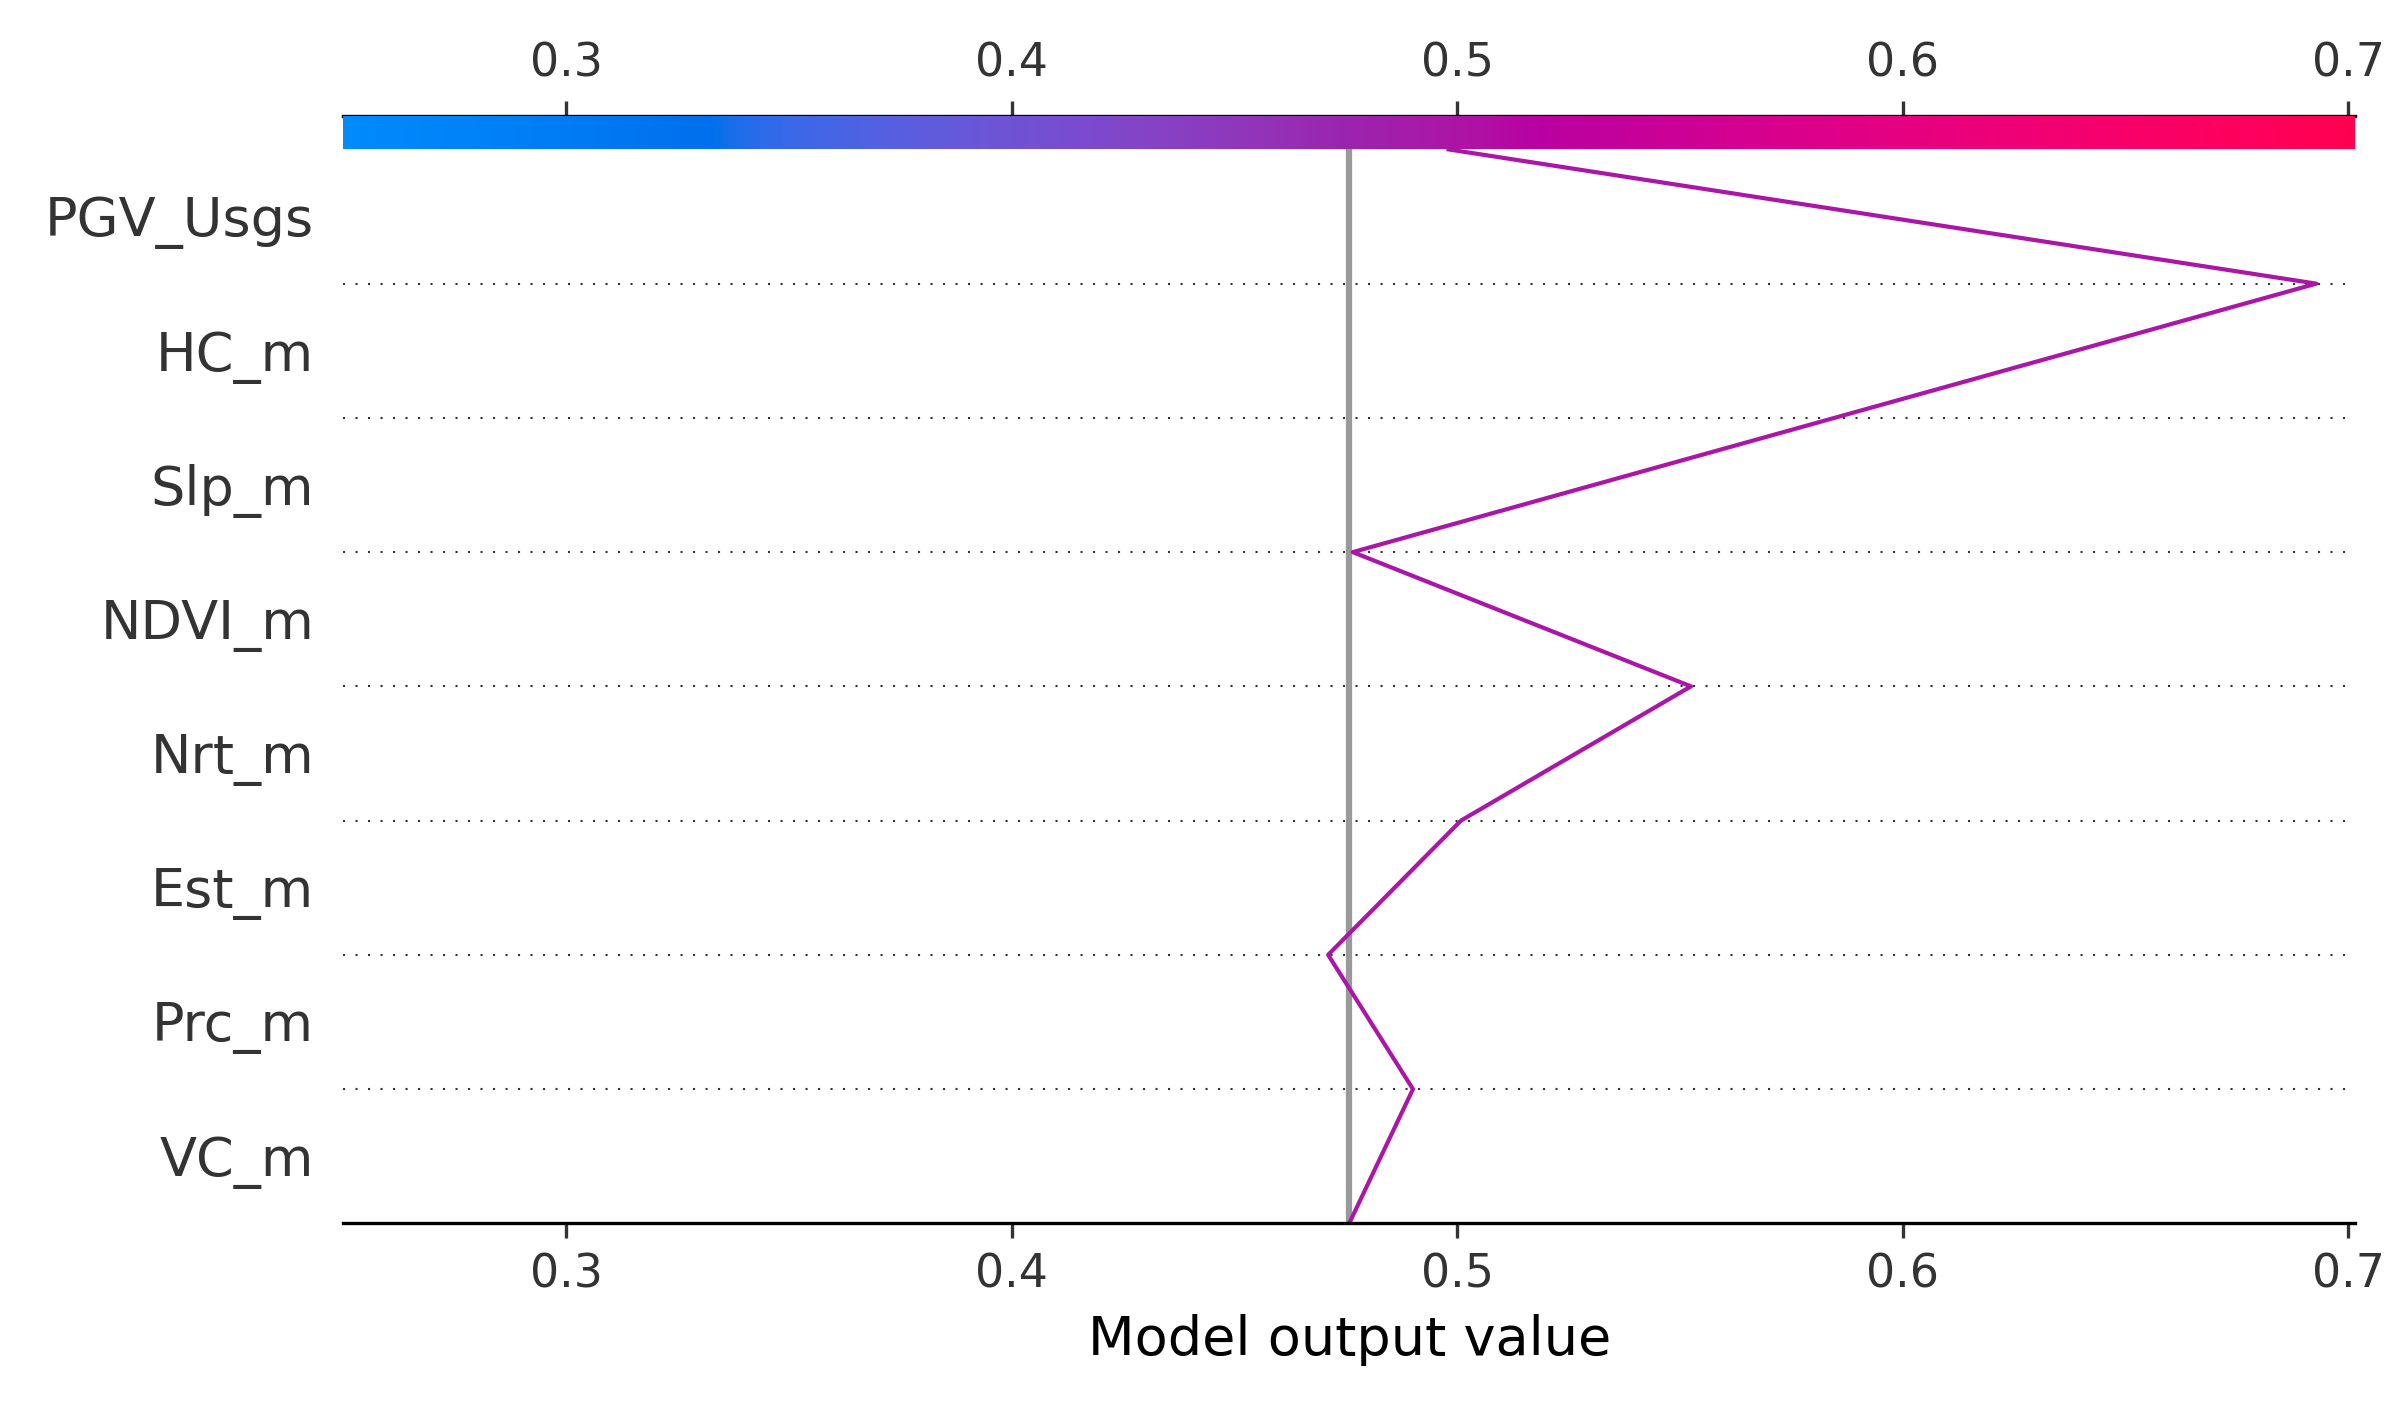 0.3 0.4 0.5 0.6 0.7
PGV_Usgs
HC_m
Slp_m
NDVI_m
Nrt_m
Est_m
Prc_m
VC_m
0.3 0.4 0.5 0.6 0.7
Model output value